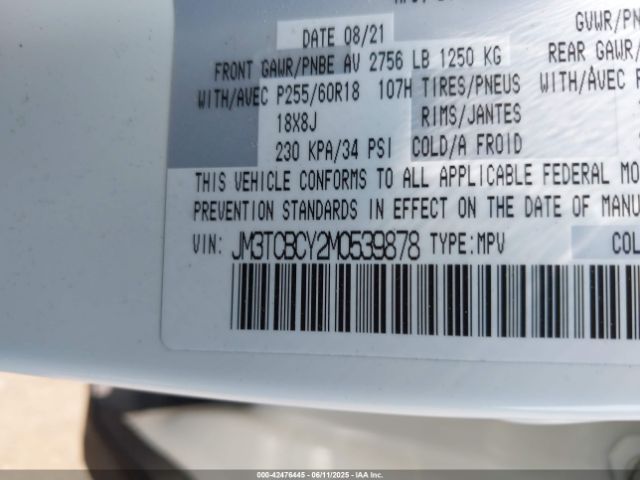 DATE 08/21
GVWR/PN
FRONT GAWR/PNBE AV 2756 LB 1250 KG
REAR GAWR/
WITH/AVEC P255/60R18 107H TIRES/PNEUS
WITH/AVEC
18X8J RIMS/JANTES
230 KPA/34 PSI COLD/A FROID
THIS VEHICLE CONFORMS TO ALL APPLICABLE FEDERAL MO
PREVENTION STANDARDS IN EFFECT ON THE DATE OF MANU
VIN: JM3TCBCY2M0539878 TYPE:MPV
COL
000-42476445 - 06/11/2025 - IAAI